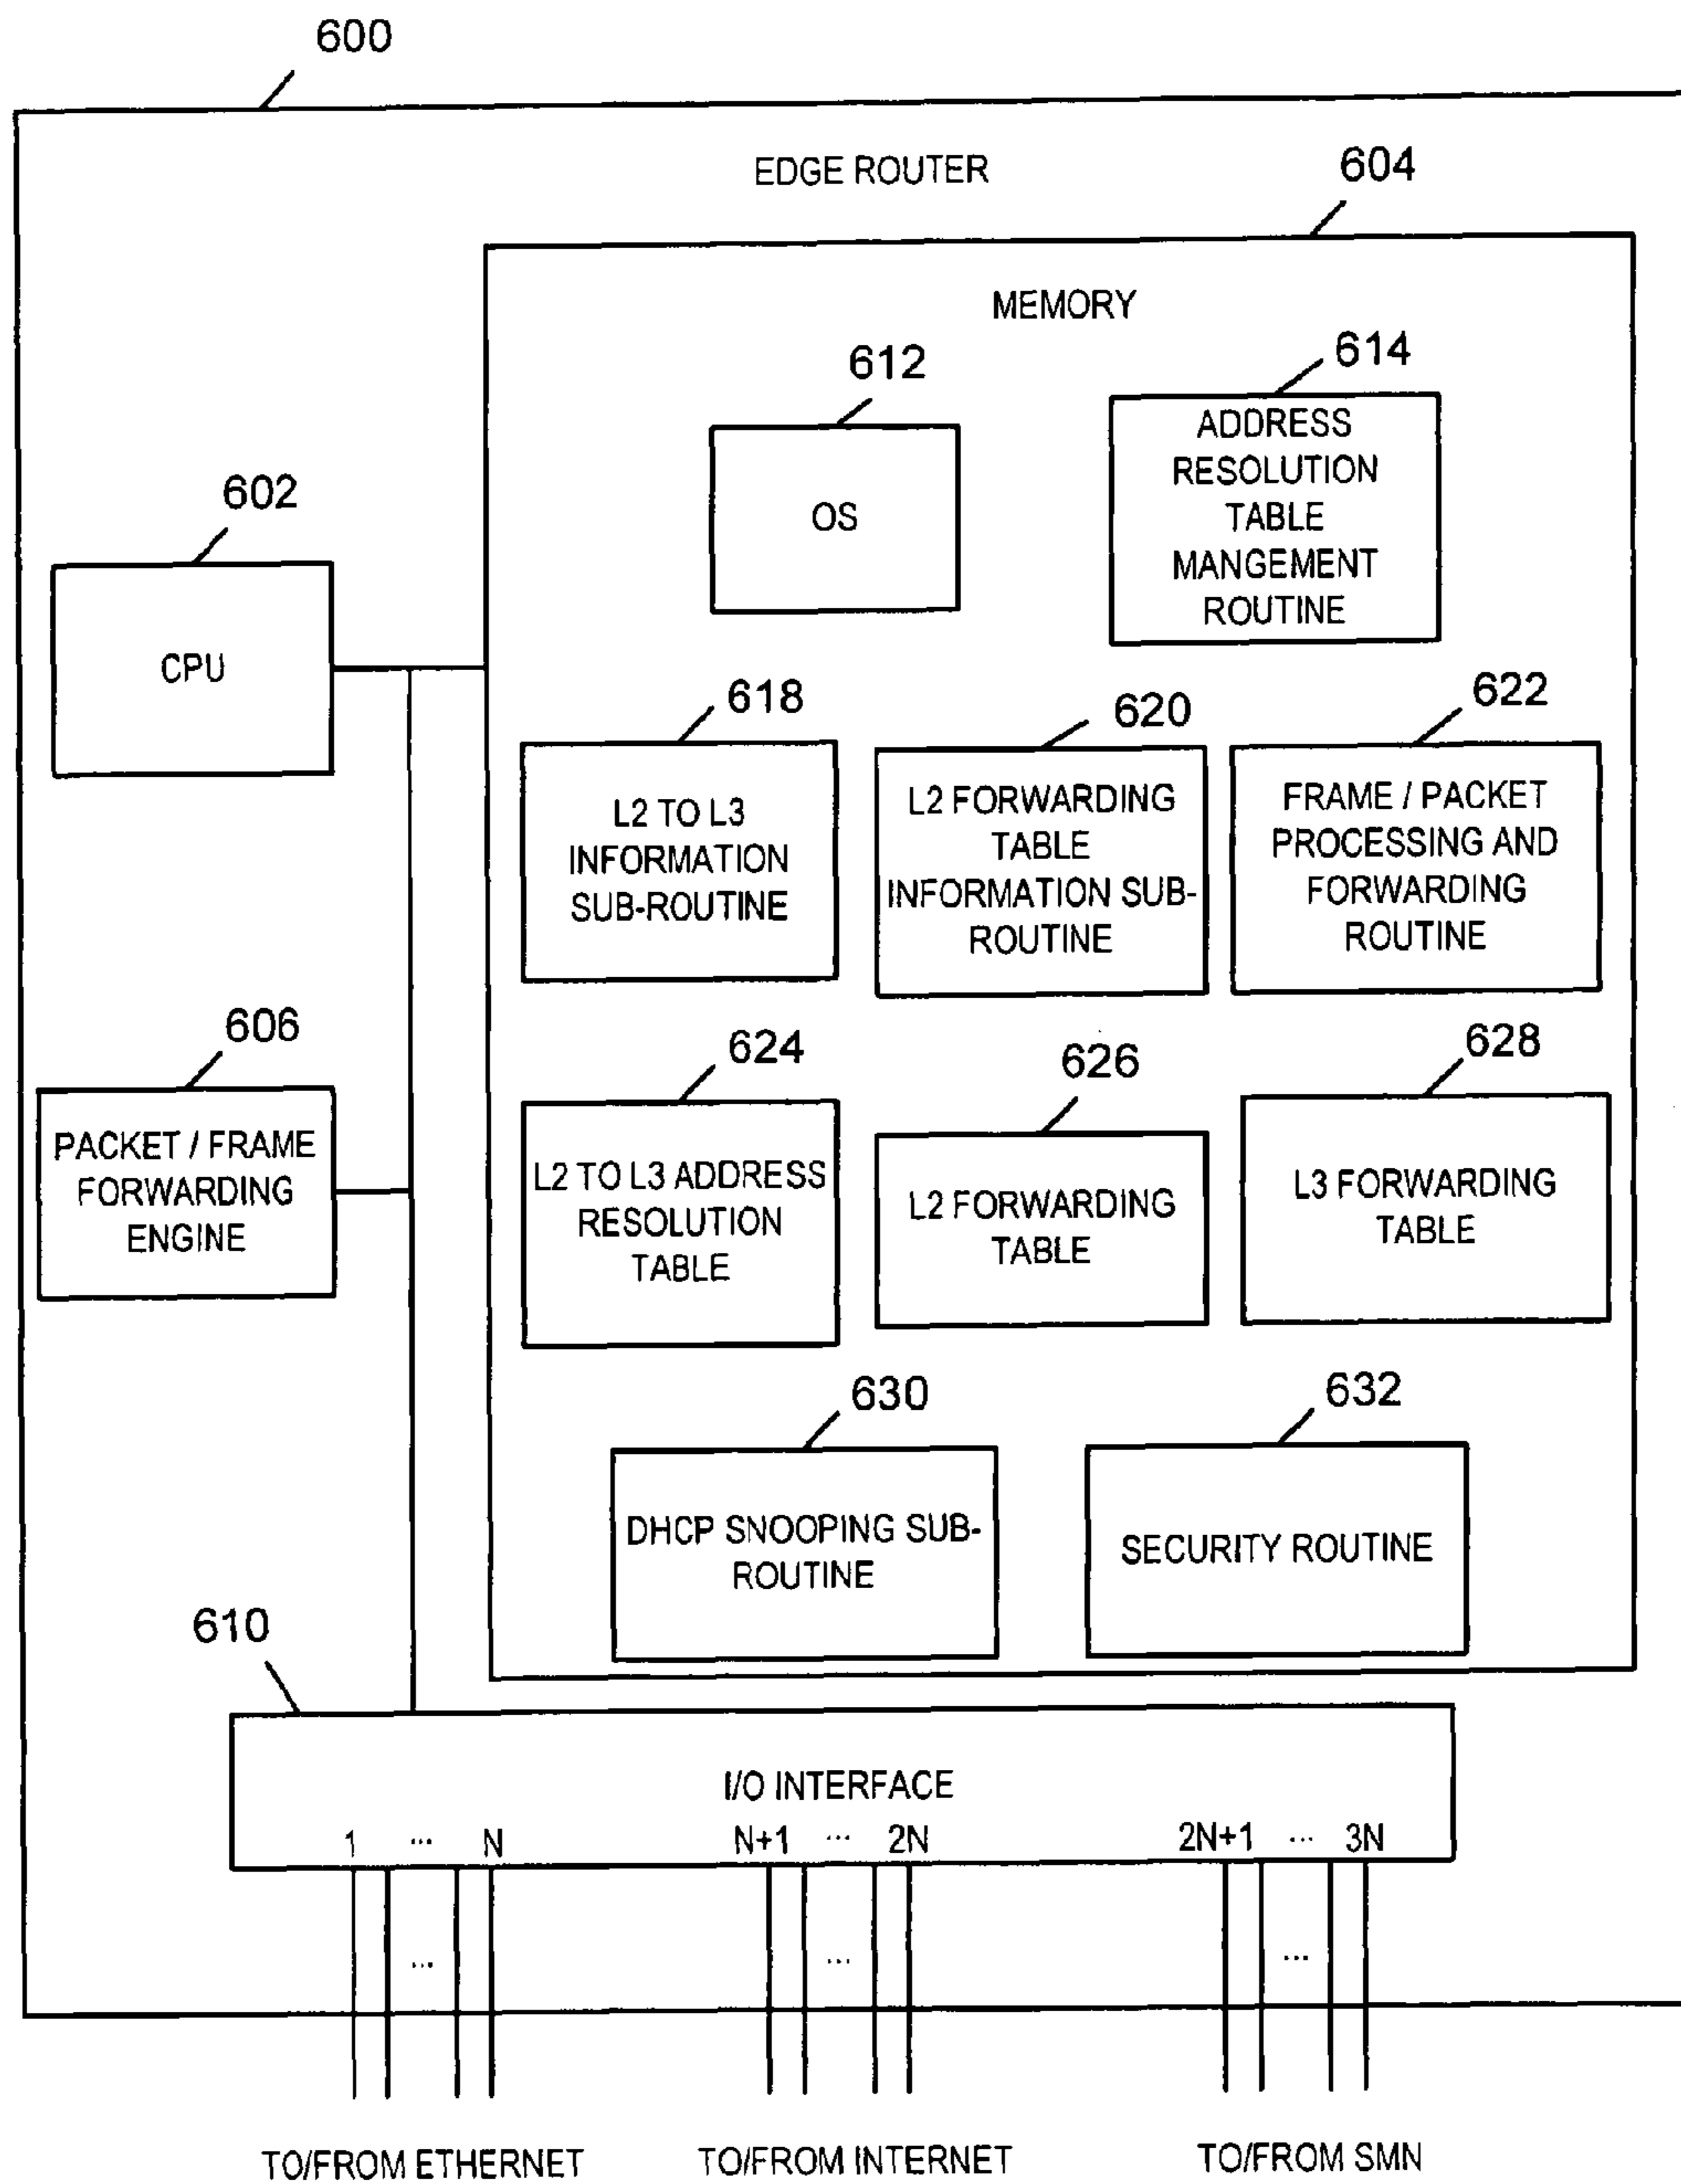 600
EDGE ROUTER
604
MEMORY
612
614
OS
ADDRESS
RESOLUTION
TABLE
MANGEMENT
ROUTINE
602
CPU
618
620
622
L2 TO L3
INFORMATION
SUB-ROUTINE
L2 FORWARDING
TABLE
INFORMATION SUB-
ROUTINE
FRAME / PACKET
PROCESSING AND
FORWARDING
ROUTINE
606
PACKET / FRAME
FORWARDING
ENGINE
624
626
628
L2 TO L3 ADDRESS
RESOLUTION
TABLE
L2 FORWARDING
TABLE
L3 FORWARDING
TABLE
630
632
DHCP SNOOPING SUB-
ROUTINE
SECURITY ROUTINE
610
I/O INTERFACE
1 ... N N+1 ... 2N 2N+1 ... 3N
... ... ...
TO/FROM ETHERNET TO/FROM INTERNET TO/FROM SMN